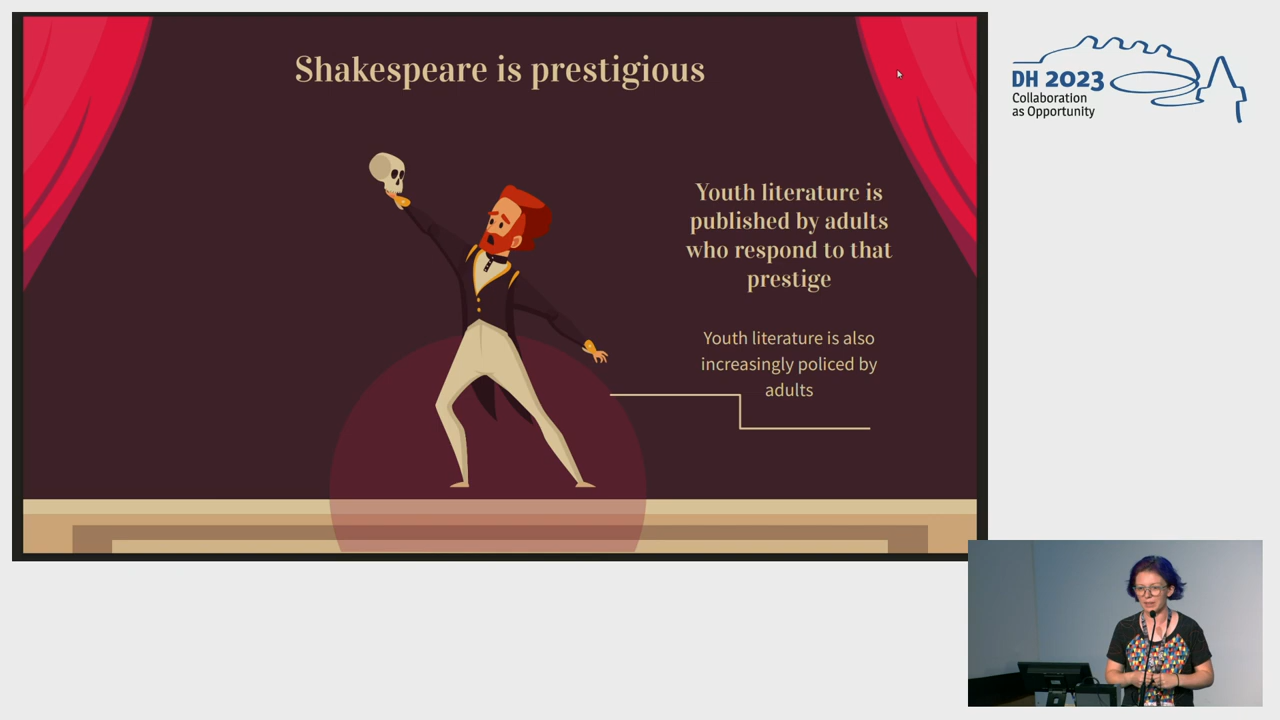 Shakespeare is prestigious
Youth literature is
published by adults
who respond to that
prestige
Youth literature is also
increasingly policed by
adults
DH 2023
Collaboration
as Opportunity